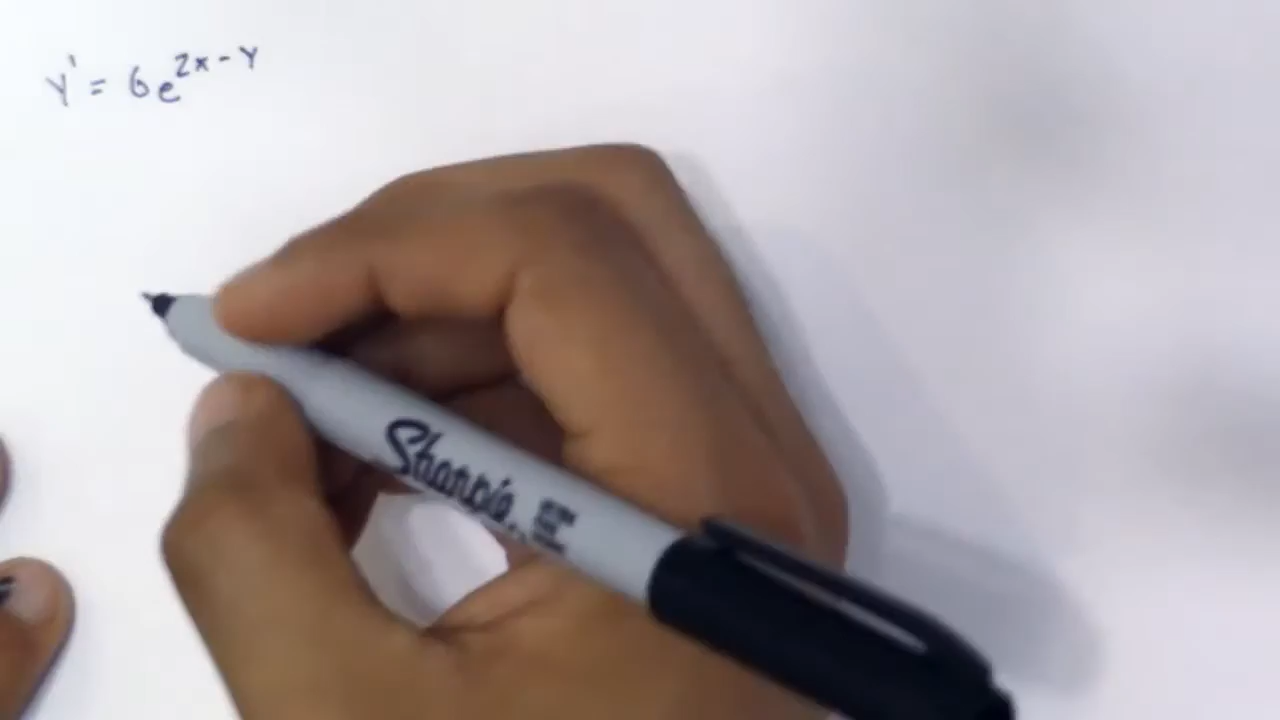 y' = 6e^{2x-y}
Sharpie